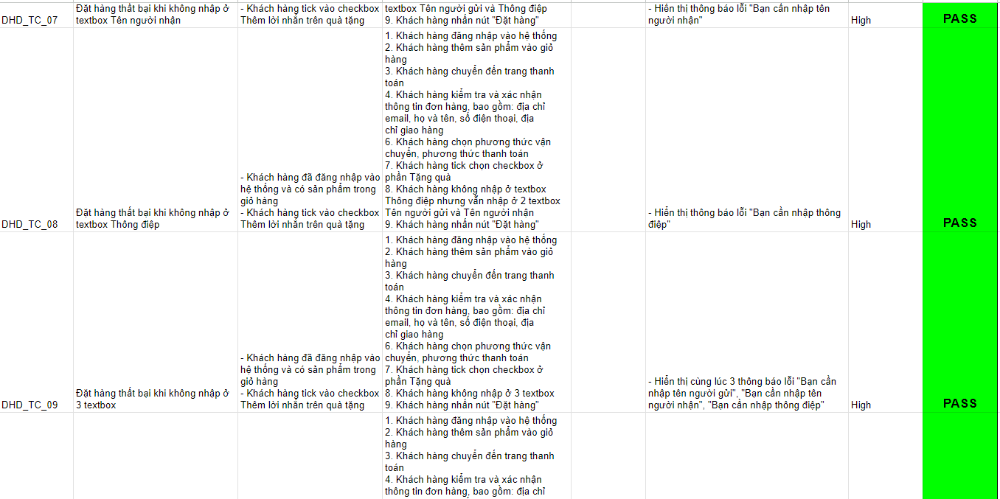 DHD_TC_07
Đặt hàng thất bại khi không nhập ở
textbox Tên người nhận
- Khách hàng tick vào checkbox
Thêm lời nhắn trên quà tặng
textbox Tên người gửi và Thông điệp
9. Khách hàng nhấn nút "Đặt hàng"
- Hiển thị thông báo lỗi "Bạn cần nhập tên
người nhận"
High
PASS
DHD_TC_08
Đặt hàng thất bại khi không nhập ở
textbox Thông điệp
- Khách hàng đã đăng nhập vào
hệ thống và có sản phẩm trong
giỏ hàng
- Khách hàng tick vào checkbox
Thêm lời nhắn trên quà tặng
1. Khách hàng đăng nhập vào hệ thống
2. Khách hàng thêm sản phẩm vào giỏ
hàng
3. Khách hàng chuyển đến trang thanh
toán
4. Khách hàng kiểm tra và xác nhận
thông tin đơn hàng, bao gồm: địa chỉ
email, họ và tên, số điện thoại, địa
chỉ giao hàng
6. Khách hàng chọn phương thức vận
chuyển, phương thức thanh toán
7. Khách hàng tick chọn checkbox ở
phần Tặng quà
8. Khách hàng không nhập ở textbox
Thông điệp nhưng vẫn nhập ở 2 textbox
Tên người gửi và Tên người nhận
9. Khách hàng nhấn nút "Đặt hàng"
- Hiển thị thông báo lỗi "Bạn cần nhập thông
điệp"
High
PASS
DHD_TC_09
Đặt hàng thất bại khi không nhập ở
3 textbox
- Khách hàng đã đăng nhập vào
hệ thống và có sản phẩm trong
giỏ hàng
- Khách hàng tick vào checkbox
Thêm lời nhắn trên quà tặng
1. Khách hàng đăng nhập vào hệ thống
2. Khách hàng thêm sản phẩm vào giỏ
hàng
3. Khách hàng chuyển đến trang thanh
toán
4. Khách hàng kiểm tra và xác nhận
thông tin đơn hàng, bao gồm: địa chỉ
email, họ và tên, số điện thoại, địa
chỉ giao hàng
6. Khách hàng chọn phương thức vận
chuyển, phương thức thanh toán
7. Khách hàng tick chọn checkbox ở
phần Tặng quà
8. Khách hàng không nhập ở 3 textbox
9. Khách hàng nhấn nút "Đặt hàng"
- Hiển thị cùng lúc 3 thông báo lỗi "Bạn cần
nhập tên người gửi", "Bạn cần nhập tên
người nhận", "Bạn cần nhập thông điệp"
High
PASS
1. Khách hàng đăng nhập vào hệ thống
2. Khách hàng thêm sản phẩm vào giỏ
hàng
3. Khách hàng chuyển đến trang thanh
toán
4. Khách hàng kiểm tra và xác nhận
thông tin đơn hàng, bao gồm: địa chỉ